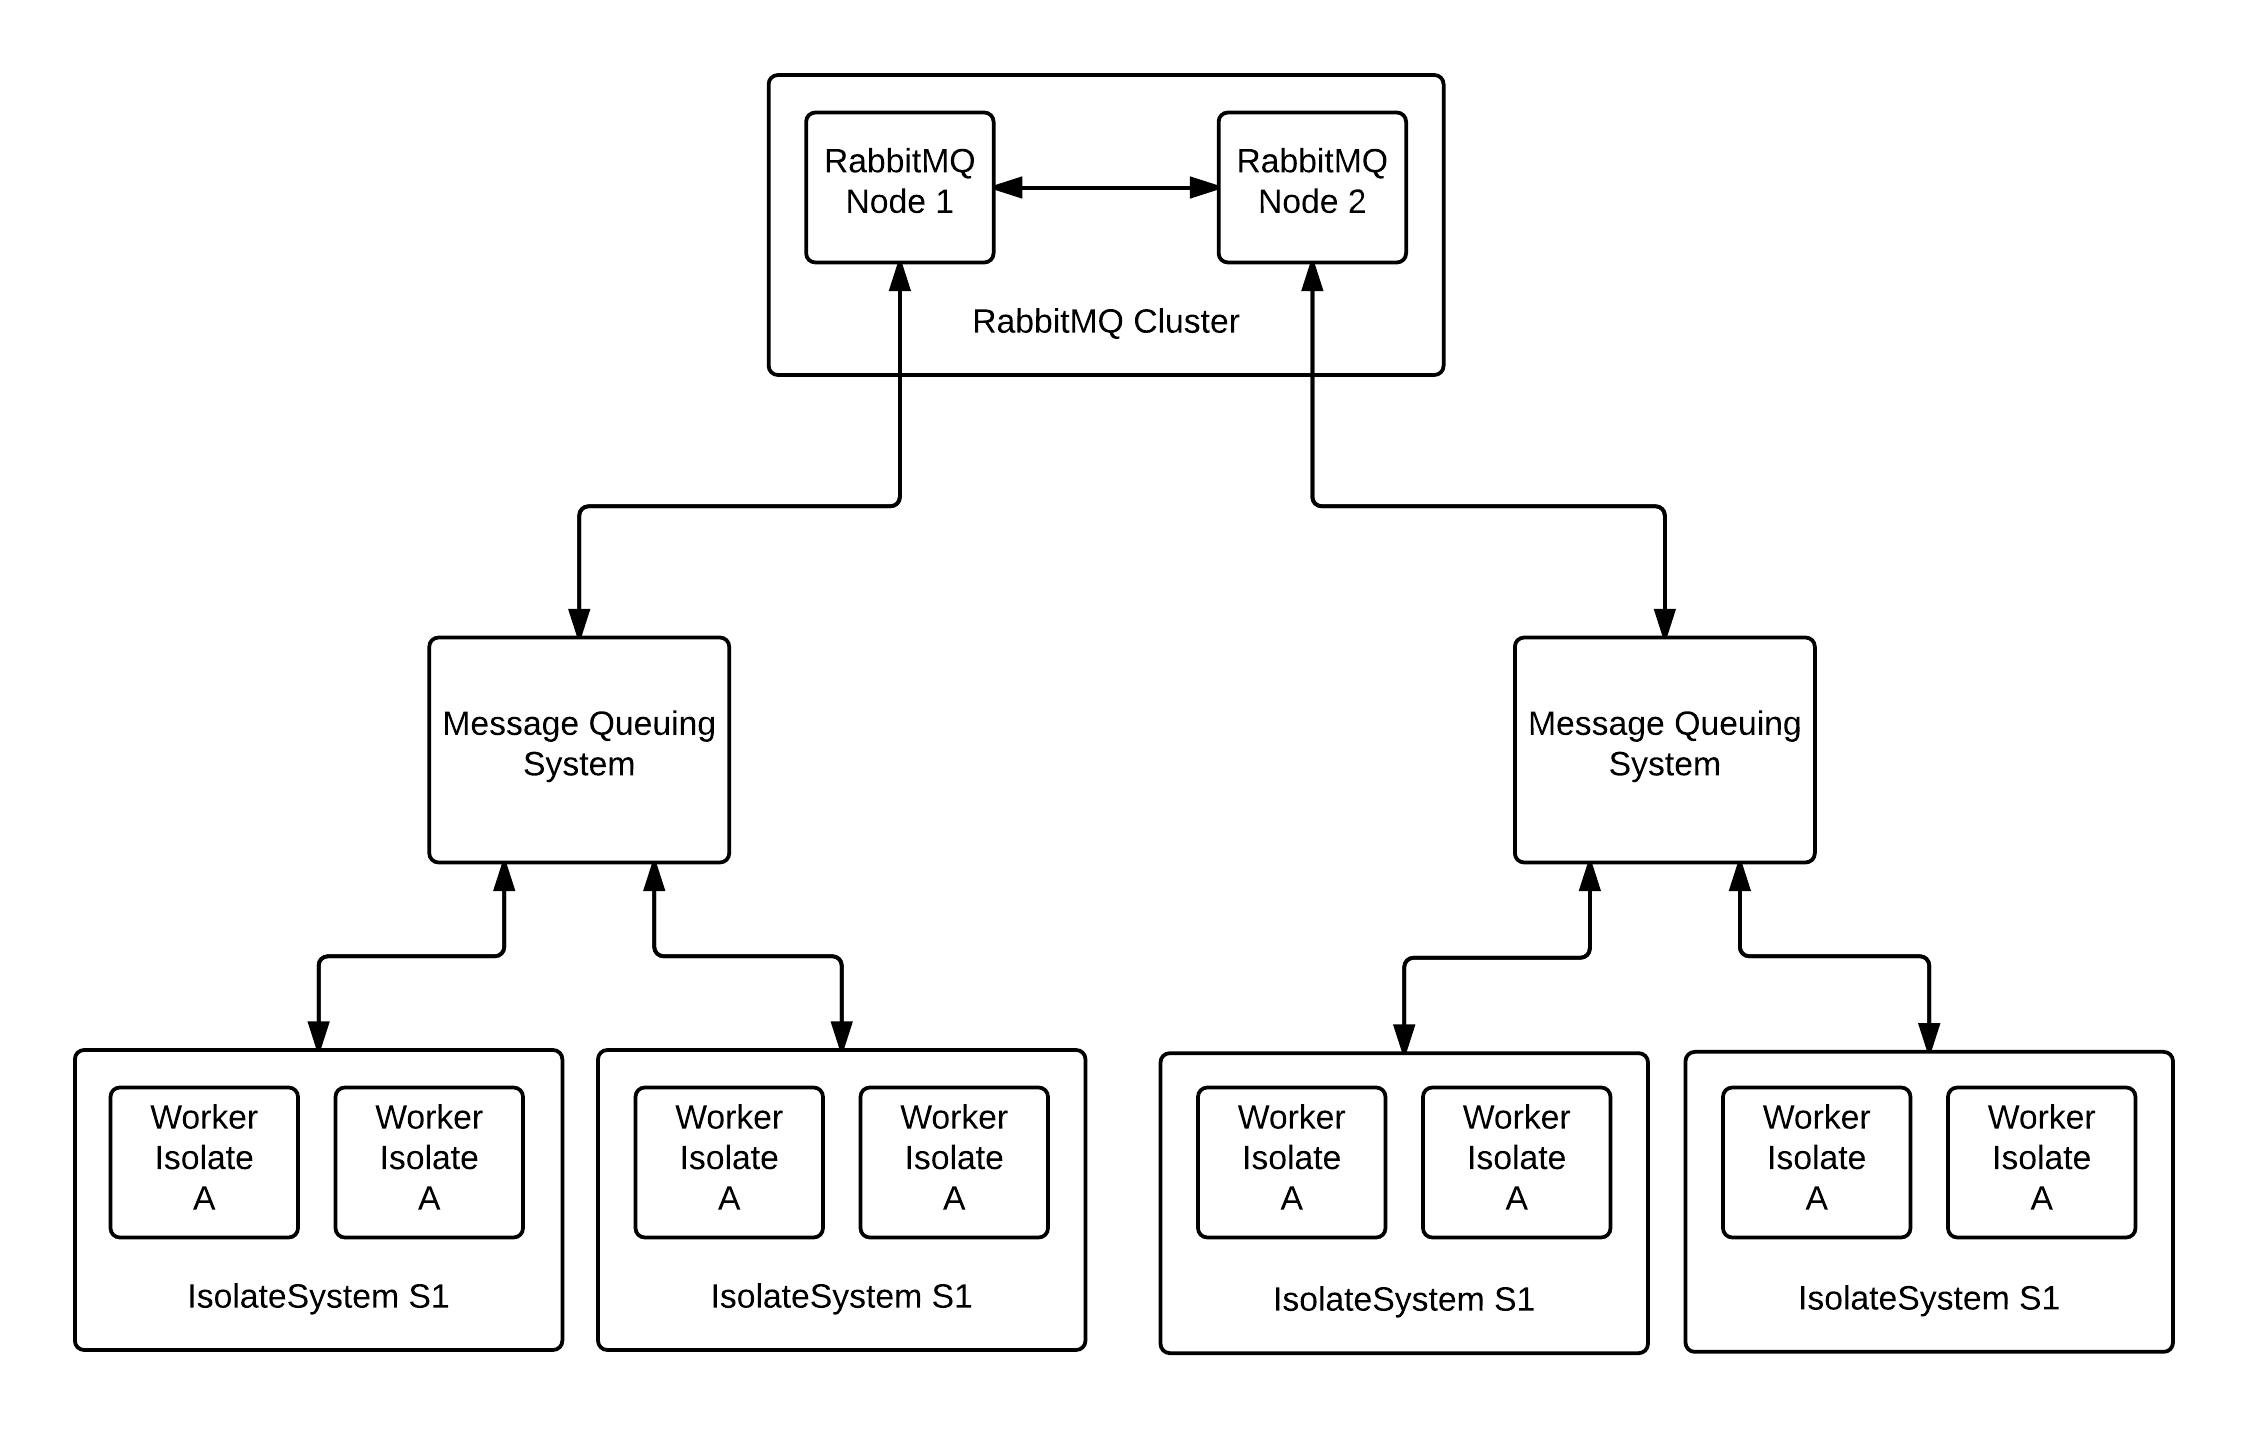 RabbitMQ
Node 1
RabbitMQ
Node 2
RabbitMQ Cluster
Message Queuing
System
Message Queuing
System
Worker
Isolate
A
Worker
Isolate
A
IsolateSystem S1
Worker
Isolate
A
Worker
Isolate
A
IsolateSystem S1
Worker
Isolate
A
Worker
Isolate
A
IsolateSystem S1
Worker
Isolate
A
Worker
Isolate
A
IsolateSystem S1